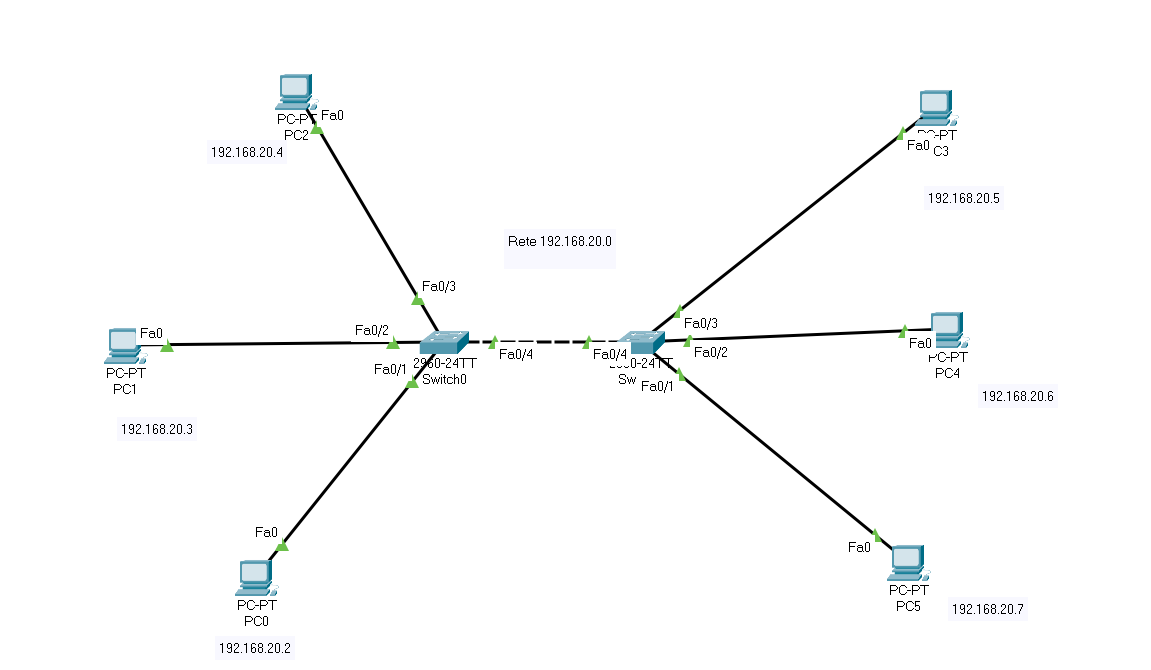 Fa0
PC-PT
PC2
192.168.20.4
Fa0
-PT
C3
192.168.20.5
Rete 192.168.20.0
Fa0/3
Fa0/3
Fa0
PC-PT
PC1
192.168.20.3
Fa0/2
Fa0/1
2960-24TT
Switch0
Fa0/4
Fa0/4
Fa0/2
-24TT
Sw
Fa0/1
Fa0
PC-PT
PC4
192.168.20.6
Fa0
PC-PT
PC0
192.168.20.2
Fa0
PC-PT
PC5
192.168.20.7